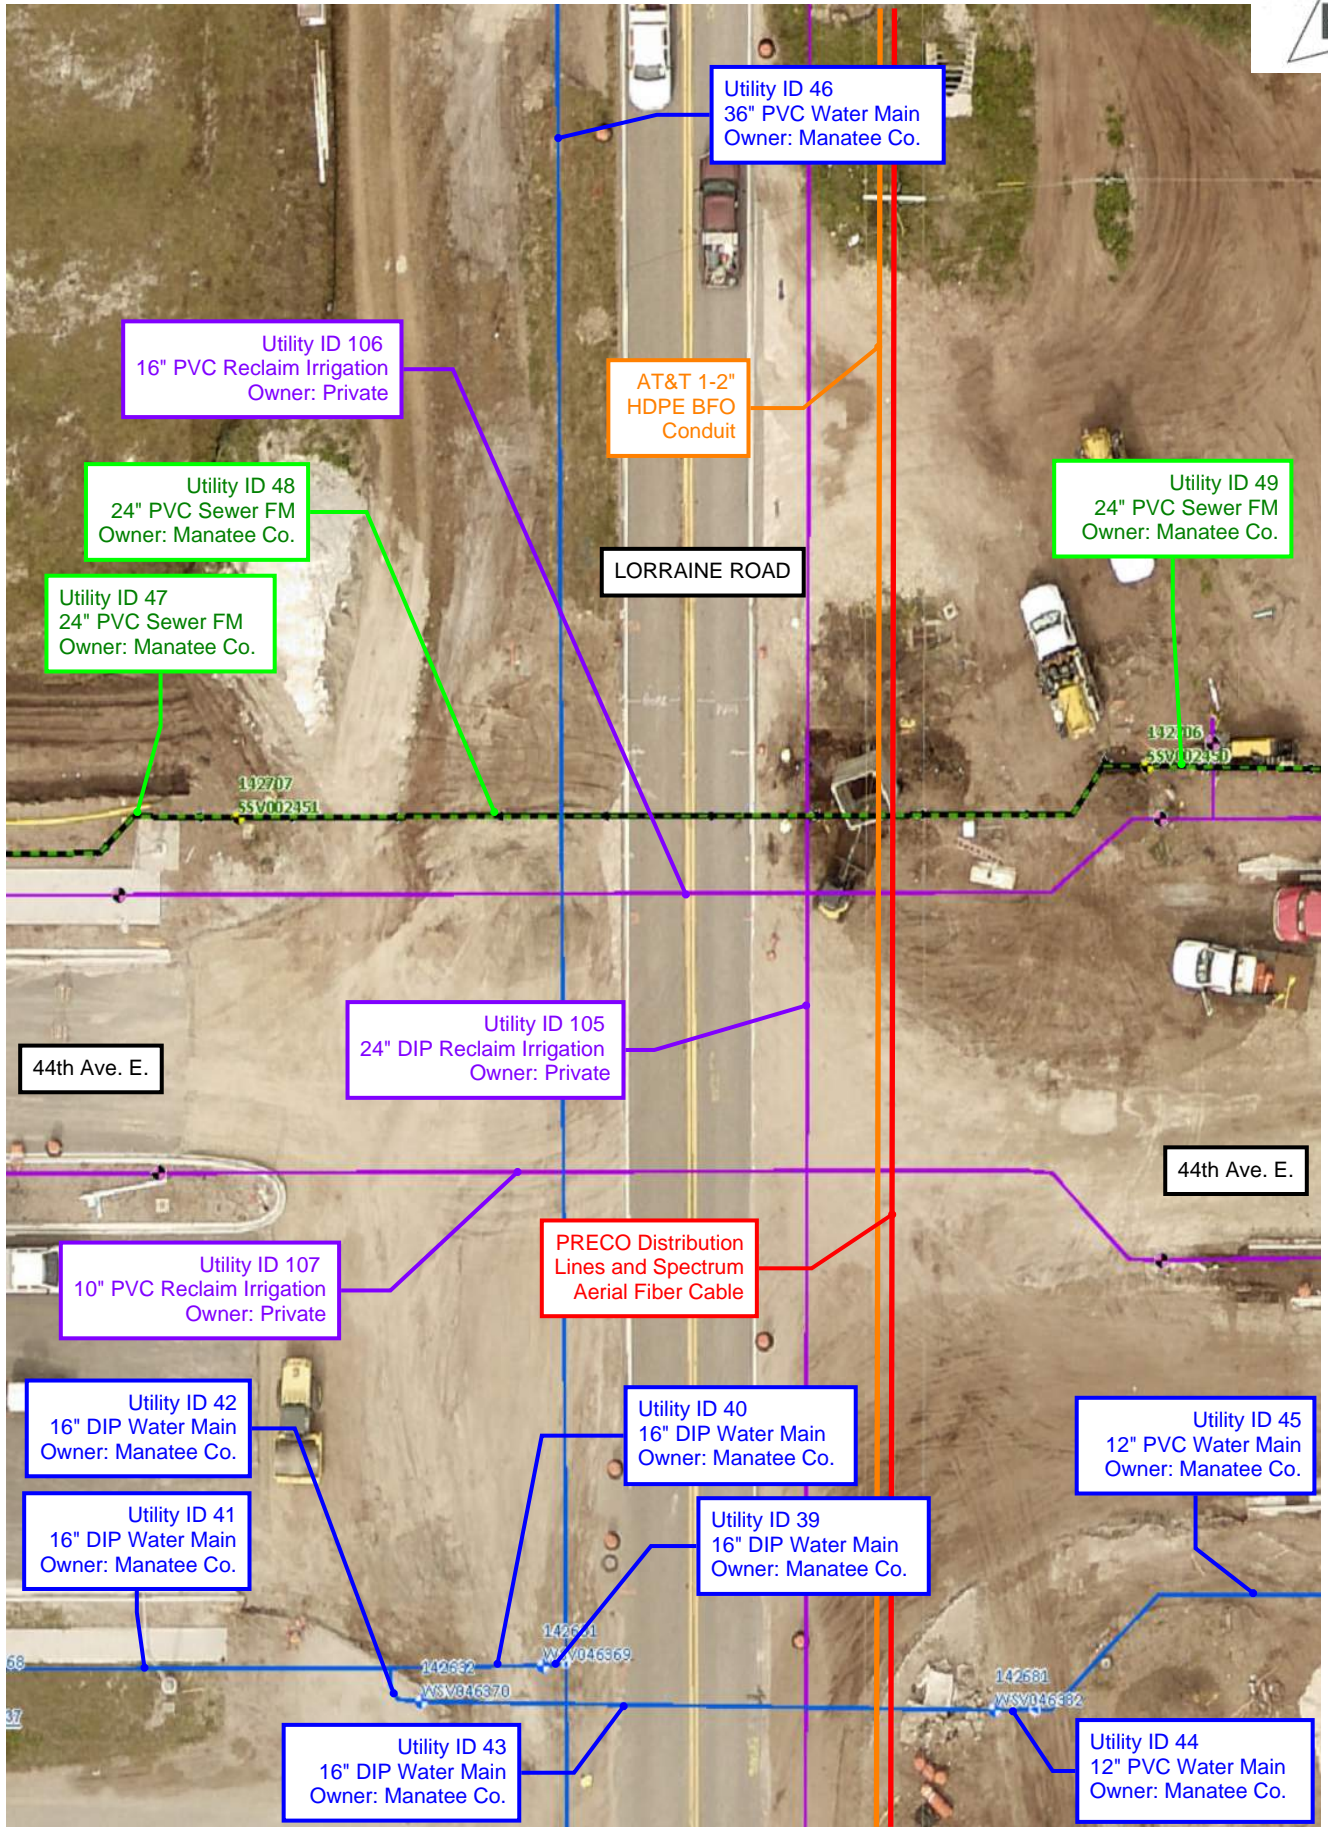 Utility ID 46
36" PVC Water Main
Owner: Manatee Co.
Utility ID 106
16" PVC Reclaim Irrigation
Owner: Private
AT&T 1-2"
HDPE BFO
Conduit
Utility ID 48
24" PVC Sewer FM
Owner: Manatee Co.
Utility ID 49
24" PVC Sewer FM
Owner: Manatee Co.
LORRAINE ROAD
Utility ID 47
24" PVC Sewer FM
Owner: Manatee Co.
142706
SSV002450
142707
SSV002451
Utility ID 105
24" DIP Reclaim Irrigation
Owner: Private
44th Ave. E.
44th Ave. E.
PRECO Distribution
Lines and Spectrum
Aerial Fiber Cable
Utility ID 107
10" PVC Reclaim Irrigation
Owner: Private
Utility ID 42
16" DIP Water Main
Owner: Manatee Co.
Utility ID 40
16" DIP Water Main
Owner: Manatee Co.
Utility ID 45
12" PVC Water Main
Owner: Manatee Co.
Utility ID 41
16" DIP Water Main
Owner: Manatee Co.
Utility ID 39
16" DIP Water Main
Owner: Manatee Co.
WSV046369
68
142632
WSV046370
142681
WSV046382
37
Utility ID 43
16" DIP Water Main
Owner: Manatee Co.
Utility ID 44
12" PVC Water Main
Owner: Manatee Co.